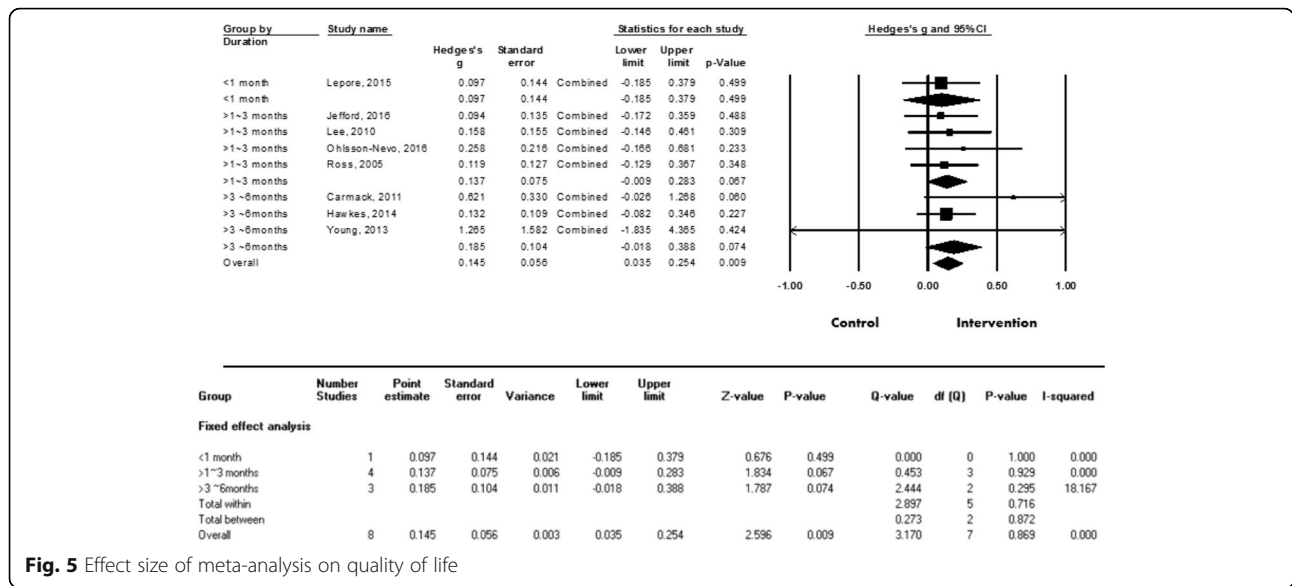 Group by Study name Statistics for each study Hedges's g and 95%CI
Duration
Hedges's Standard Lower Upper
g error limit limit p-Value
<1 month Lepore, 2015 0.097 0.144 Combined -0.185 0.379 0.499
<1 month 0.097 0.144 -0.185 0.379 0.499
>1~3 months Jefford, 2016 0.094 0.135 Combined -0.172 0.359 0.488
>1~3 months Lee, 2010 0.158 0.155 Combined -0.146 0.461 0.309
>1~3 months Ohlsson-Nevo, 2016 0.258 0.216 Combined -0.166 0.681 0.233
>1~3 months Ross, 2005 0.119 0.127 Combined -0.129 0.367 0.348
>1~3 months 0.137 0.075 -0.009 0.283 0.067
>3 ~6months Carmack, 2011 0.621 0.330 Combined -0.026 1.268 0.060
>3 ~6months Hawkes, 2014 0.132 0.109 Combined -0.082 0.346 0.227
>3 ~6months Young, 2013 1.265 1.582 Combined -1.835 4.365 0.424
>3 ~6months 0.185 0.104 -0.018 0.388 0.074
Overall 0.145 0.056 0.035 0.254 0.009
-1.00 -0.50 0.00 0.50 1.00
Control Intervention
Number Point Standard Lower Upper
Group Studies estimate error Variance limit limit Z-value P-value Q-value df (Q) P-value I-squared
Fixed effect analysis
<1 month 1 0.097 0.144 0.021 -0.185 0.379 0.676 0.499 0.000 0 1.000 0.000
>1~3 months 4 0.137 0.075 0.006 -0.009 0.283 1.834 0.067 0.453 3 0.929 0.000
>3 ~6months 3 0.185 0.104 0.011 -0.018 0.388 1.787 0.074 2.444 2 0.295 18.167
Total within 2.897 5 0.716
Total between 0.273 2 0.872
Overall 8 0.145 0.056 0.003 0.035 0.254 2.596 0.009 3.170 7 0.869 0.000
Fig. 5 Effect size of meta-analysis on quality of life